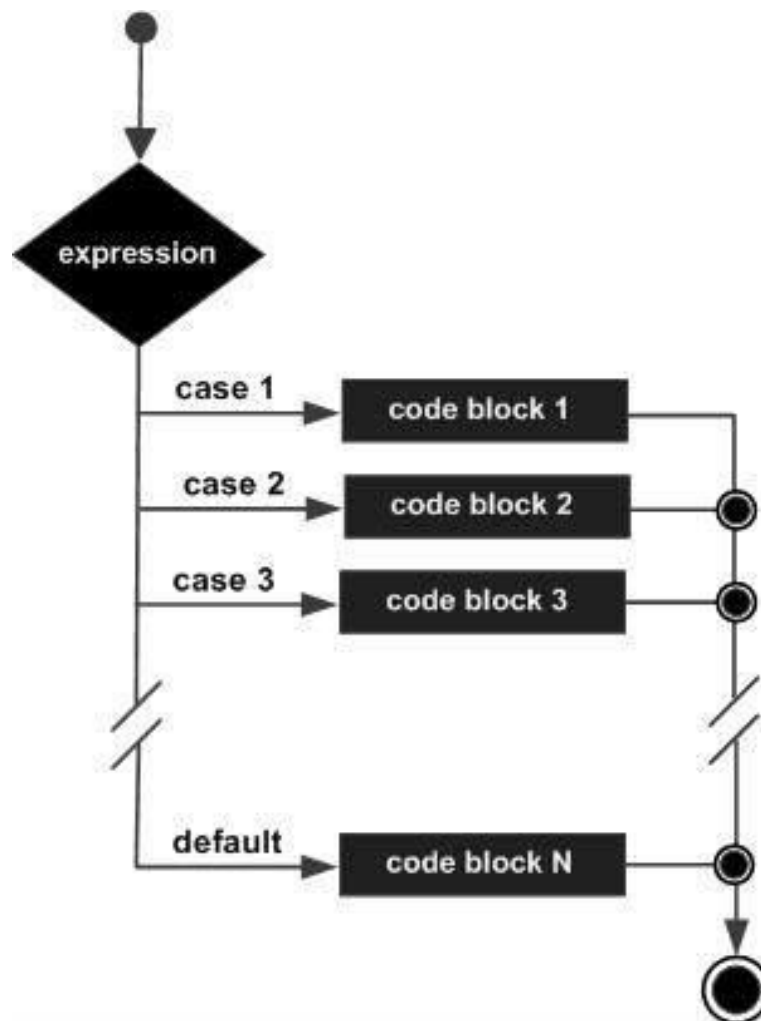 expression
case 1
code block 1
case 2
code block 2
case 3
code block 3
default
code block N